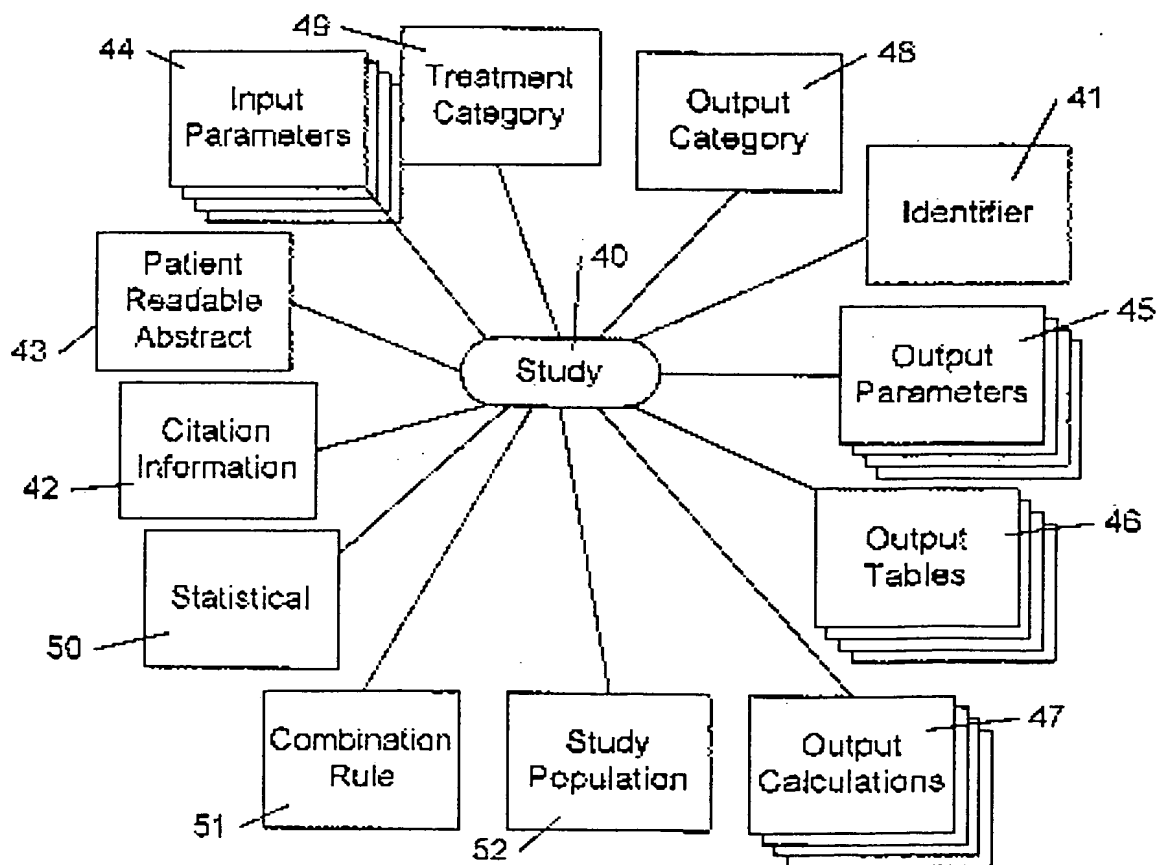 49
44
48
Treatment
Category
Input
Parameters
Output
Category
41
Identifier
Patient
Readable
Abstract
40
45
43
Study
Output
Parameters
Citation
Information
42
46
Output
Tables
Statistical
50
47
Combination
Rule
Study
Population
Output
Calculations
51
52